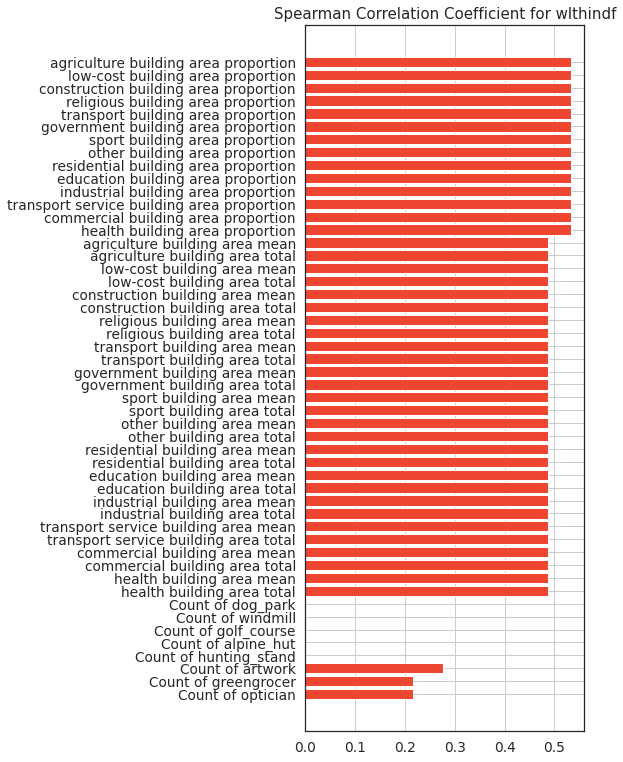 Spearman Correlation Coefficient for wlthindf
agriculture building area proportion
low-cost building area proportion
construction building area proportion
religious building area proportion
transport building area proportion
government building area proportion
sport building area proportion
other building area proportion
residential building area proportion
education building area proportion
industrial building area proportion
transport service building area proportion
commercial building area proportion
health building area proportion
agriculture building area mean
agriculture building area total
low-cost building area mean
low-cost building area total
construction building area mean
construction building area total
religious building area mean
religious building area total
transport building area mean
transport building area total
government building area mean
government building area total
sport building area mean
sport building area total
other building area mean
other building area total
residential building area mean
residential building area total
education building area mean
education building area total
industrial building area mean
industrial building area total
transport service building area mean
transport service building area total
commercial building area mean
commercial building area total
health building area mean
health building area total
Count of dog_park
Count of windmill
Count of golf_course
Count of alpine_hut
Count of hunting_stand
Count of artwork
Count of greengrocer
Count of optician
0.0 0.1 0.2 0.3 0.4 0.5